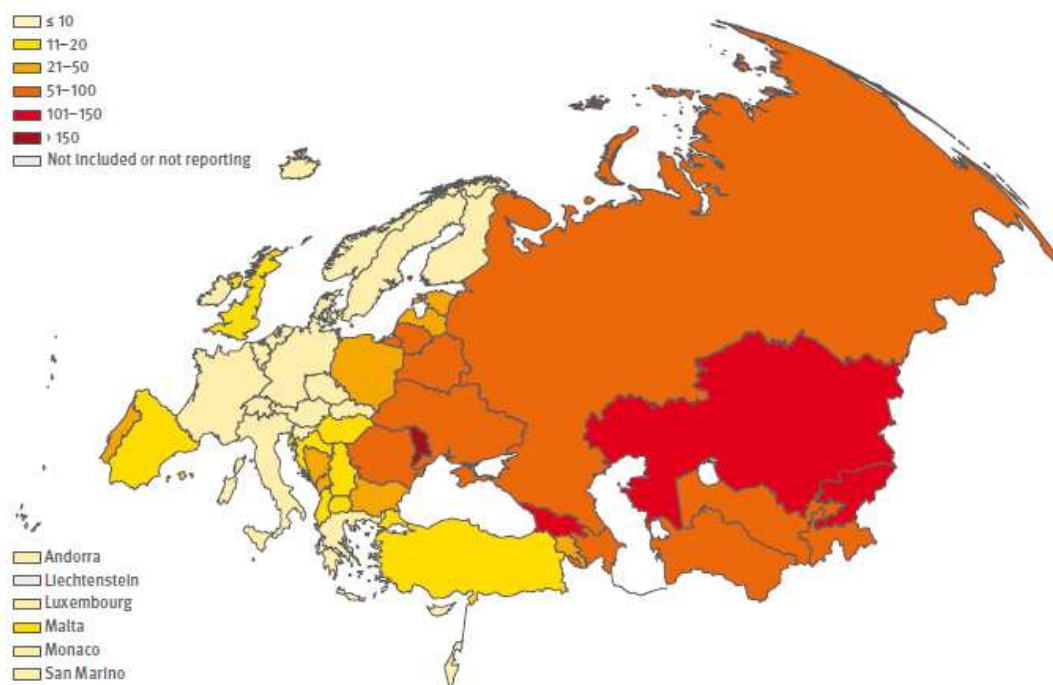 ≤ 10
11–20
21–50
51–100
101–150
> 150
Not included or not reporting
Andorra
Liechtenstein
Luxembourg
Malta
Monaco
San Marino